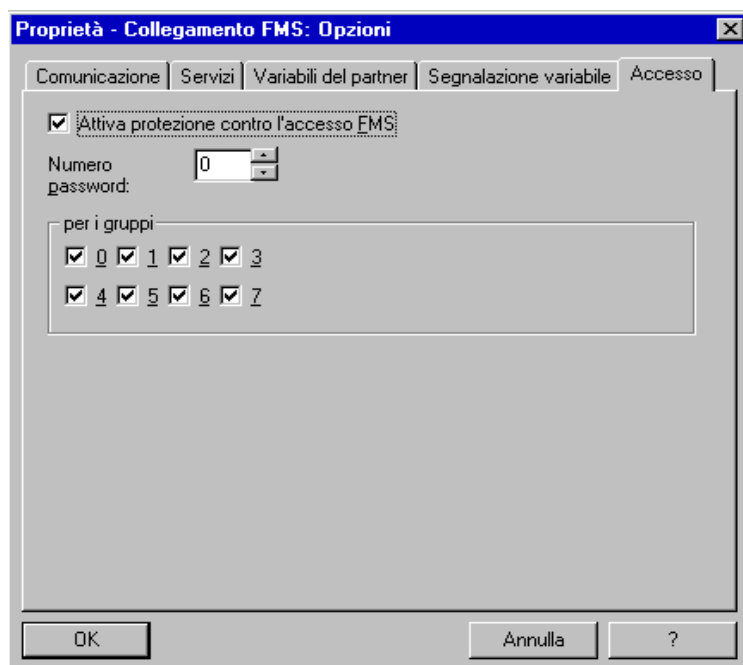 Proprietà - Collegamento FMS: Opzioni
Comunicazione Servizi Variabili del partner Segnalazione variabile Accesso
Attiva protezione contro l'accesso FMS
Numero password: 0
per i gruppi
0 1 2 3
4 5 6 7
OK Annulla ?